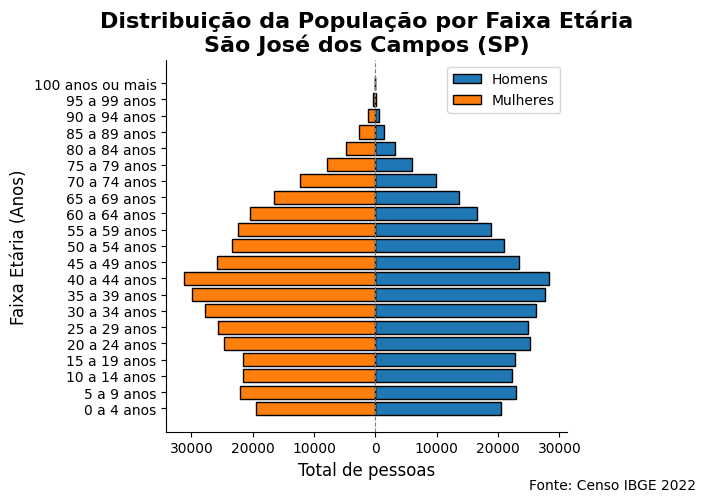 Distribuição da População por Faixa Etária
São José dos Campos (SP)
Homens
Mulheres
Faixa Etária (Anos)
100 anos ou mais
95 a 99 anos
90 a 94 anos
85 a 89 anos
80 a 84 anos
75 a 79 anos
70 a 74 anos
65 a 69 anos
60 a 64 anos
55 a 59 anos
50 a 54 anos
45 a 49 anos
40 a 44 anos
35 a 39 anos
30 a 34 anos
25 a 29 anos
20 a 24 anos
15 a 19 anos
10 a 14 anos
5 a 9 anos
0 a 4 anos
30000 20000 10000 0 10000 20000 30000
Total de pessoas
Fonte: Censo IBGE 2022